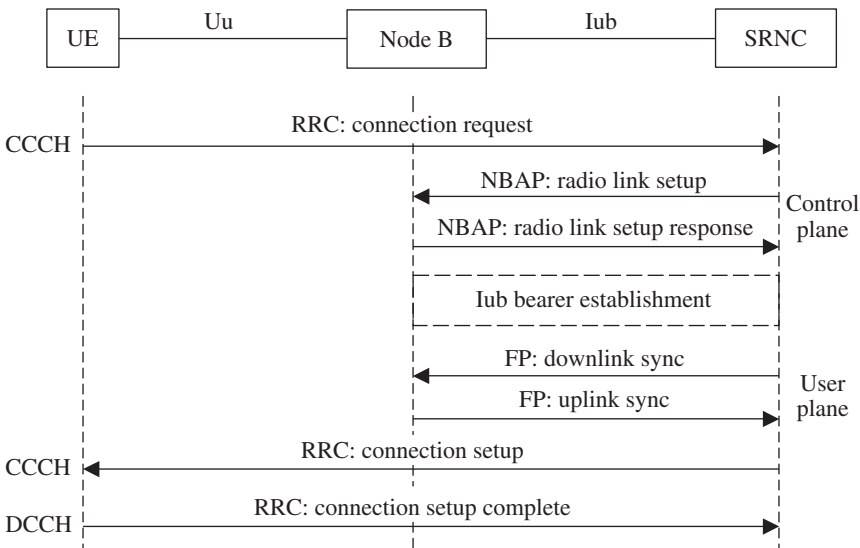 Uu
Iub
UE
Node B
SRNC
RRC: connection request
CCCH
NBAP: radio link setup
Control
plane
NBAP: radio link setup response
Iub bearer establishment
FP: downlink sync
User
plane
FP: uplink sync
RRC: connection setup
CCCH
RRC: connection setup complete
DCCH